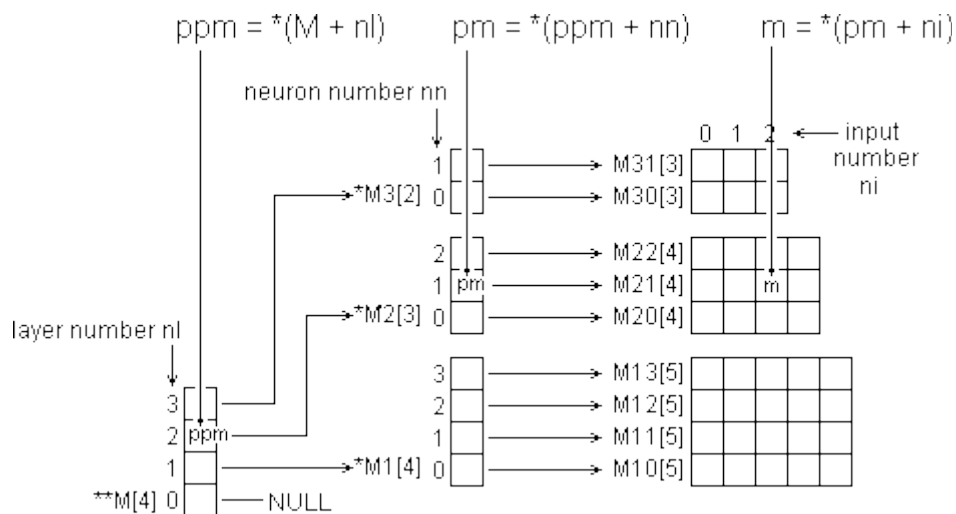 ppm = *(M + nl) pm = *(ppm + nn) m = *(pm + ni)
neuron number nn
0 1 2 input
number
ni
1 M31[3]
*M3[2] 0 M30[3]
2 M22[4]
1 pm M21[4] m
*M2[3] 0 M20[4]
layer number nl
3 M13[5]
3 2 M12[5]
2 ppm 1 M11[5]
1 *M1[4] 0 M10[5]
**M[4] 0 NULL